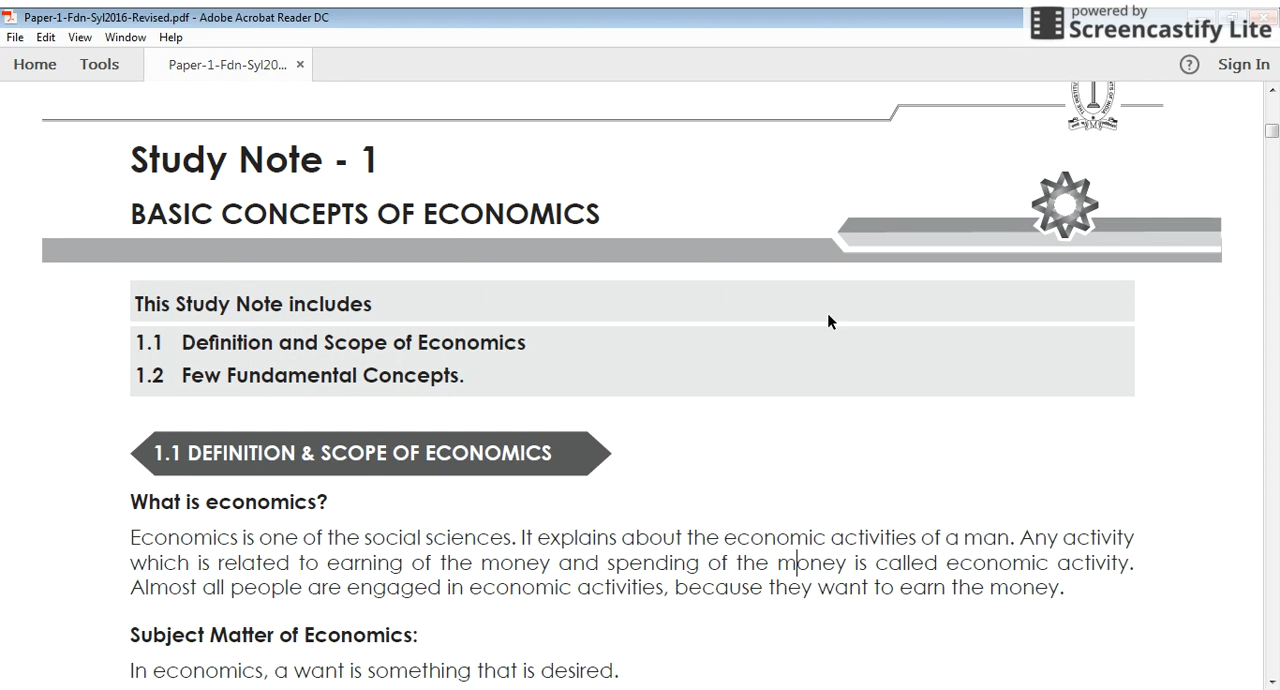 Paper-1-Fdn-Syl2016-Revised.pdf - Adobe Acrobat Reader DC
powered by
Screencastify Lite
File Edit View Window Help
Home Tools Paper-1-Fdn-Syl20... × ? Sign In
Study Note - 1
BASIC CONCEPTS OF ECONOMICS
This Study Note includes
1.1 Definition and Scope of Economics
1.2 Few Fundamental Concepts.
1.1 DEFINITION & SCOPE OF ECONOMICS
What is economics?
Economics is one of the social sciences. It explains about the economic activities of a man. Any activity
which is related to earning of the money and spending of the money is called economic activity.
Almost all people are engaged in economic activities, because they want to earn the money.
Subject Matter of Economics:
In economics, a want is something that is desired.